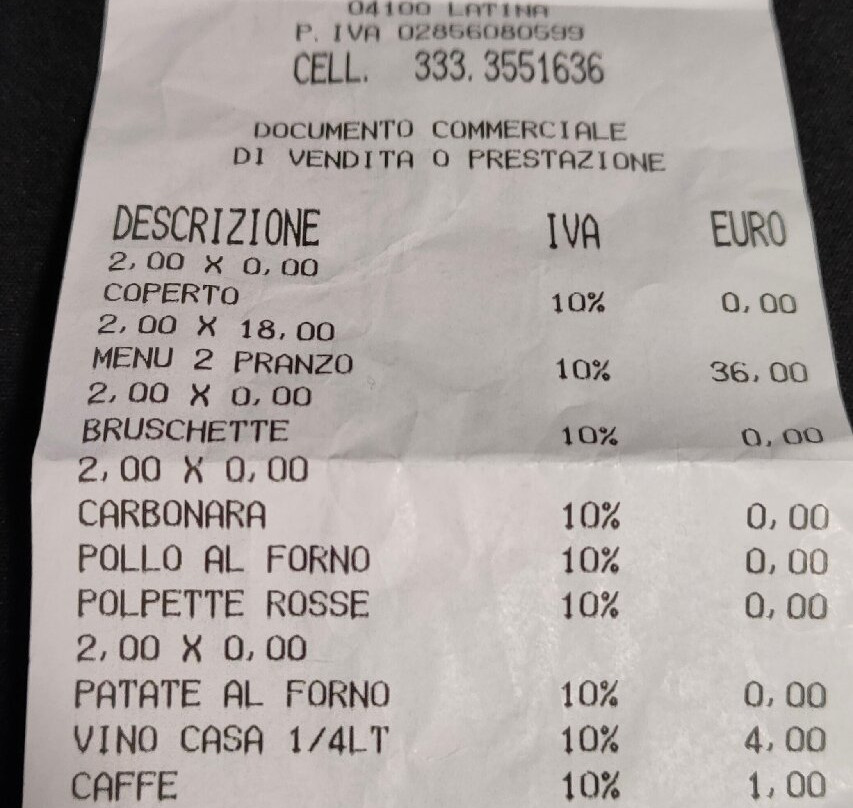 04100 LATINA
P. IVA 02856080599
CELL. 333.3551636
DOCUMENTO COMMERCIALE
DI VENDITA O PRESTAZIONE
DESCRIZIONE IVA EURO
2,00 X 0,00
COPERTO 10% 0,00
2,00 X 18,00
MENU 2 PRANZO 10% 36,00
2,00 X 0,00
BRUSCHETTE 10% 0,00
2,00 X 0,00
CARBONARA 10% 0,00
POLLO AL FORNO 10% 0,00
POLPETTE ROSSE 10% 0,00
2,00 X 0,00
PATATE AL FORNO 10% 0,00
VINO CASA 1/4LT 10% 4,00
CAFFE 10% 1,00